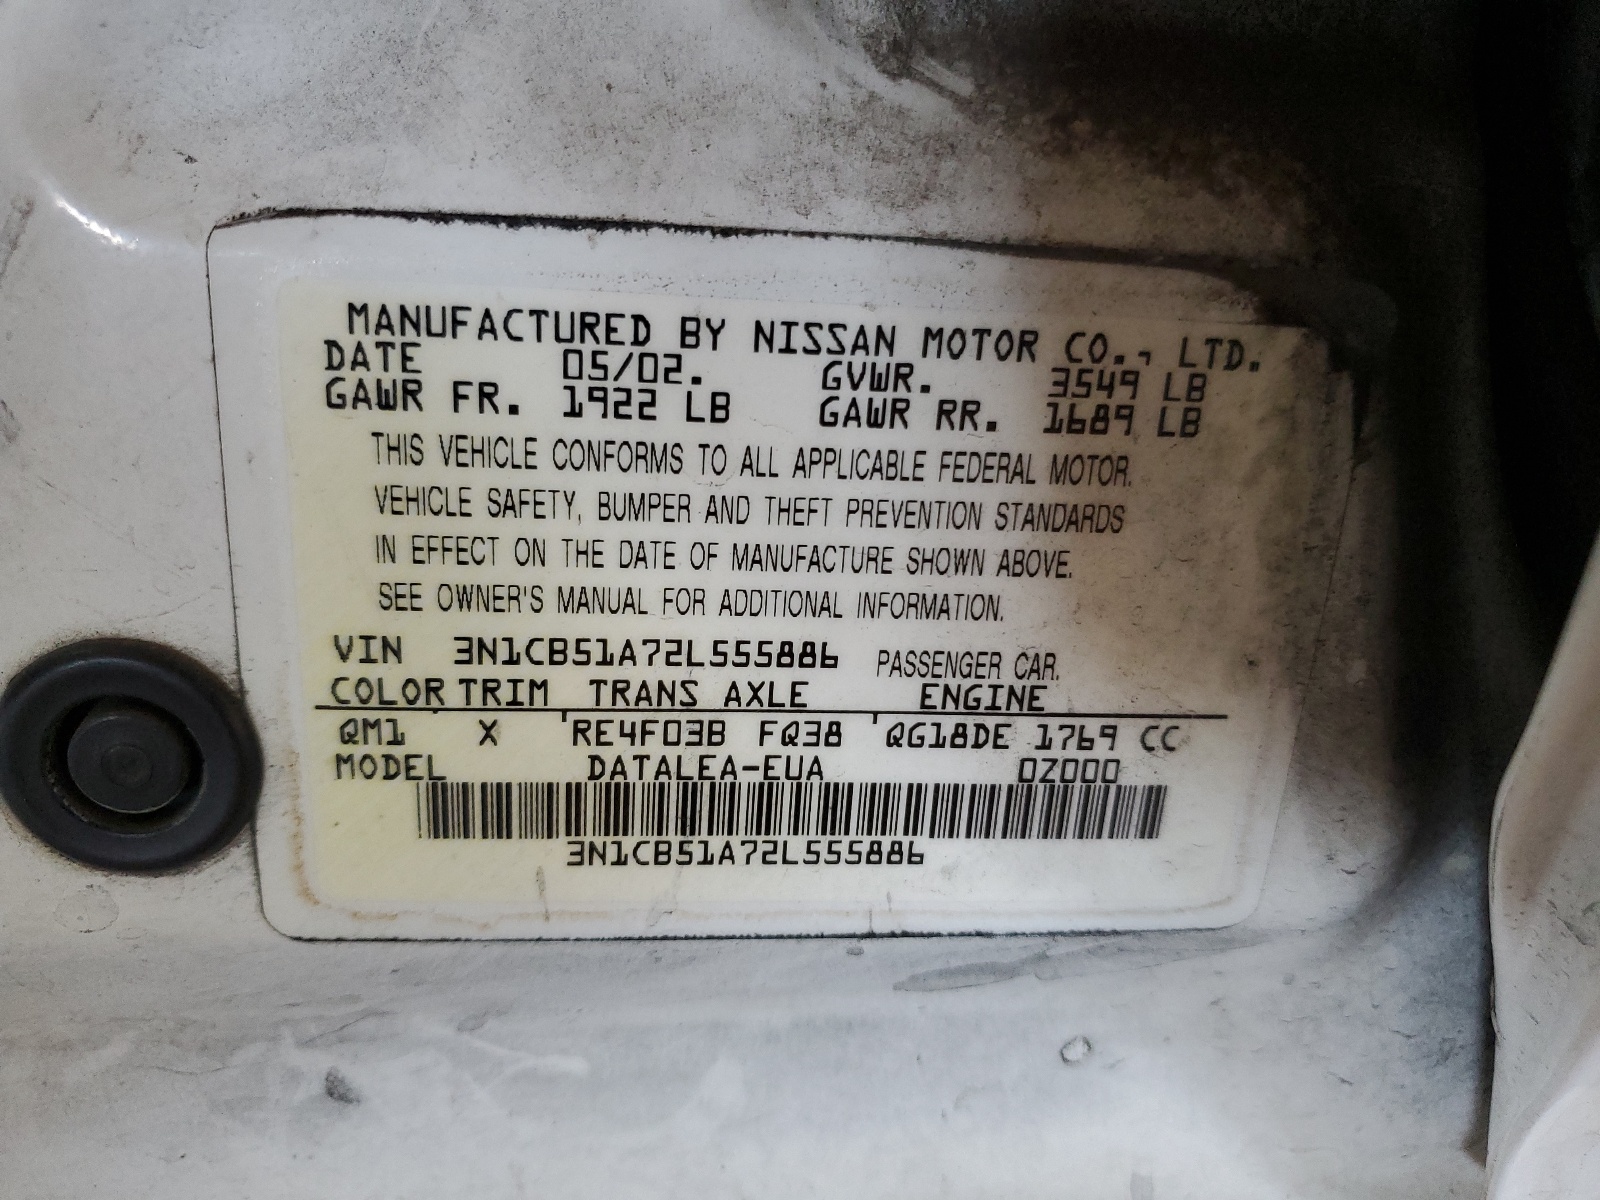 MANUFACTURED BY NISSAN MOTOR CO., LTD.
DATE 05/02. GVWR. 3549 LB
GAWR FR. 1922 LB GAWR RR. 1689 LB
THIS VEHICLE CONFORMS TO ALL APPLICABLE FEDERAL MOTOR.
VEHICLE SAFETY, BUMPER AND THEFT PREVENTION STANDARDS
IN EFFECT ON THE DATE OF MANUFACTURE SHOWN ABOVE.
SEE OWNER'S MANUAL FOR ADDITIONAL INFORMATION.
VIN 3N1CB51A72L555886 PASSENGER CAR.
COLOR TRIM TRANS AXLE ENGINE
QM1 X RE4F03B FQ38 QG18DE 1769 CC
MODEL DATALEA-EUA 0Z000
3N1CB51A72L555886